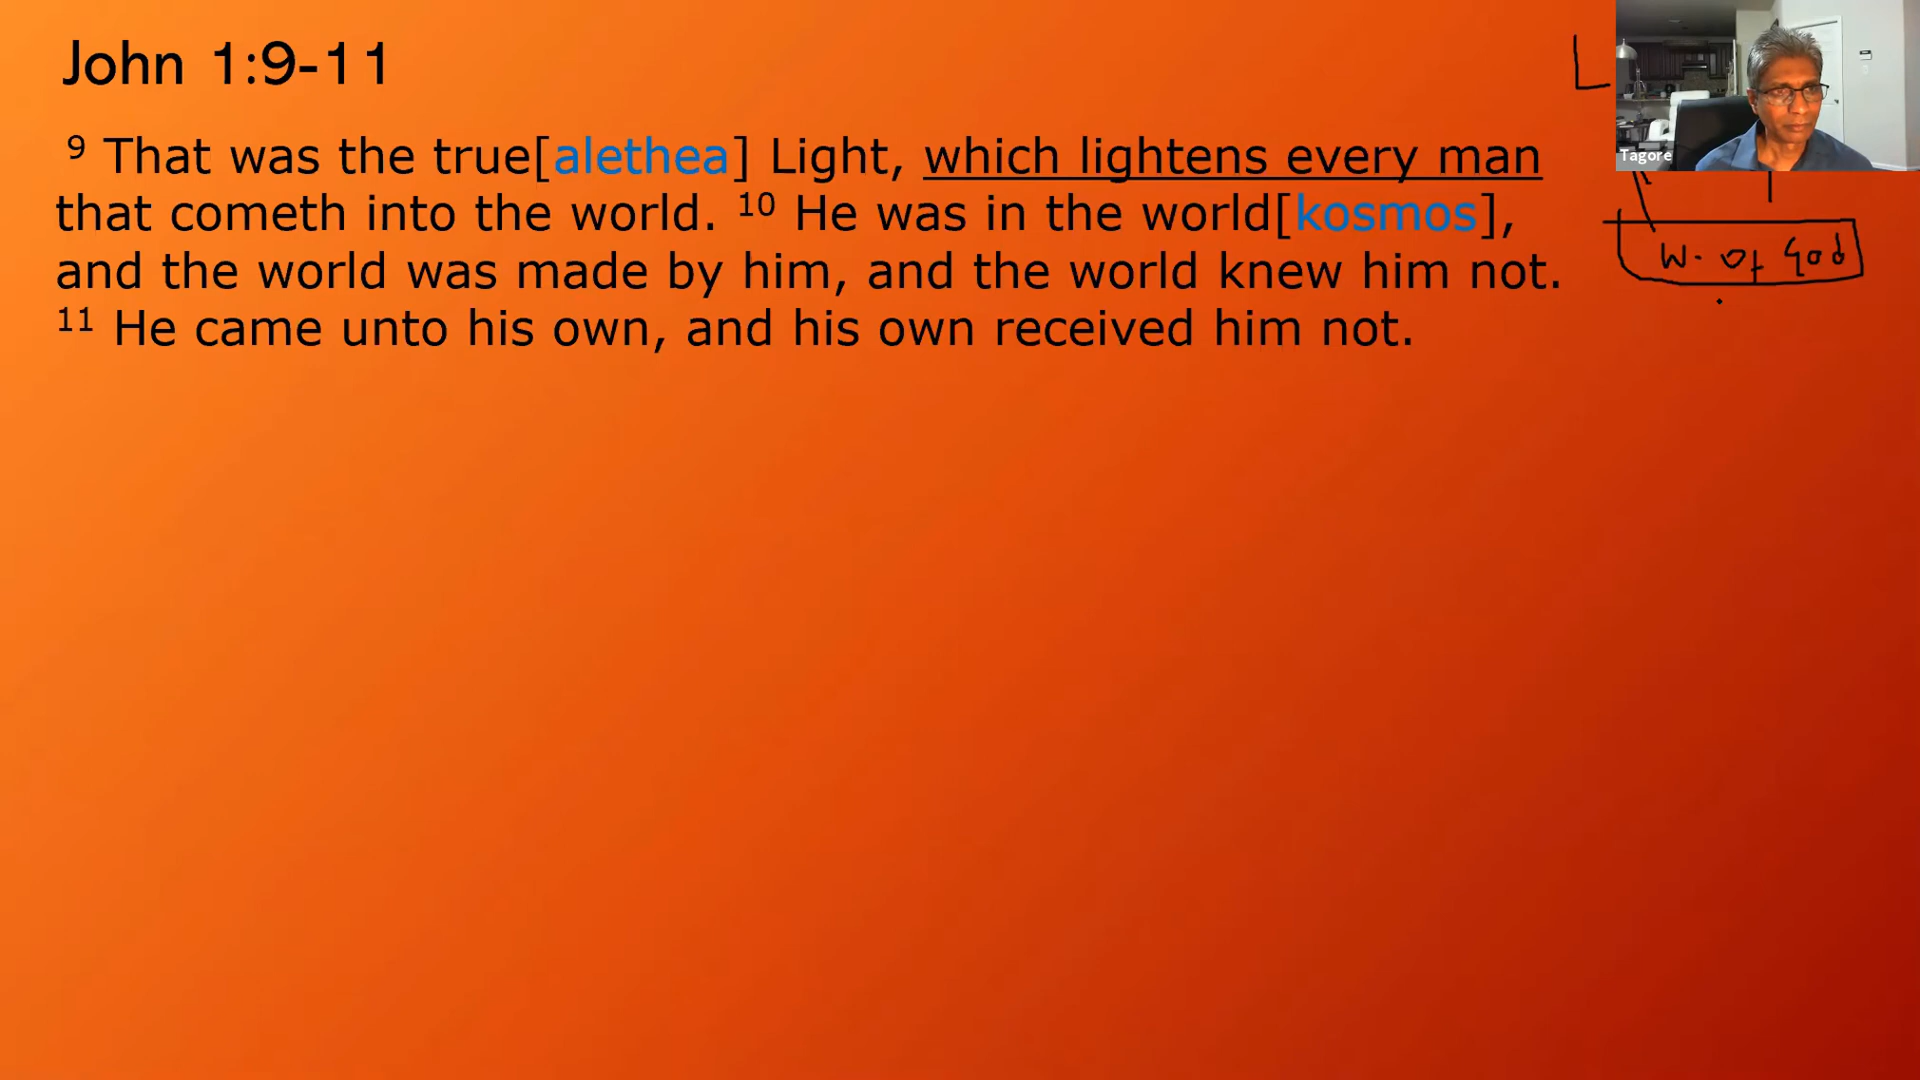 John 1:9-11
9 That was the true[alethea] Light, which lightens every man
that cometh into the world. 10 He was in the world[kosmos],
and the world was made by him, and the world knew him not.
11 He came unto his own, and his own received him not.
Tagore
W. of God